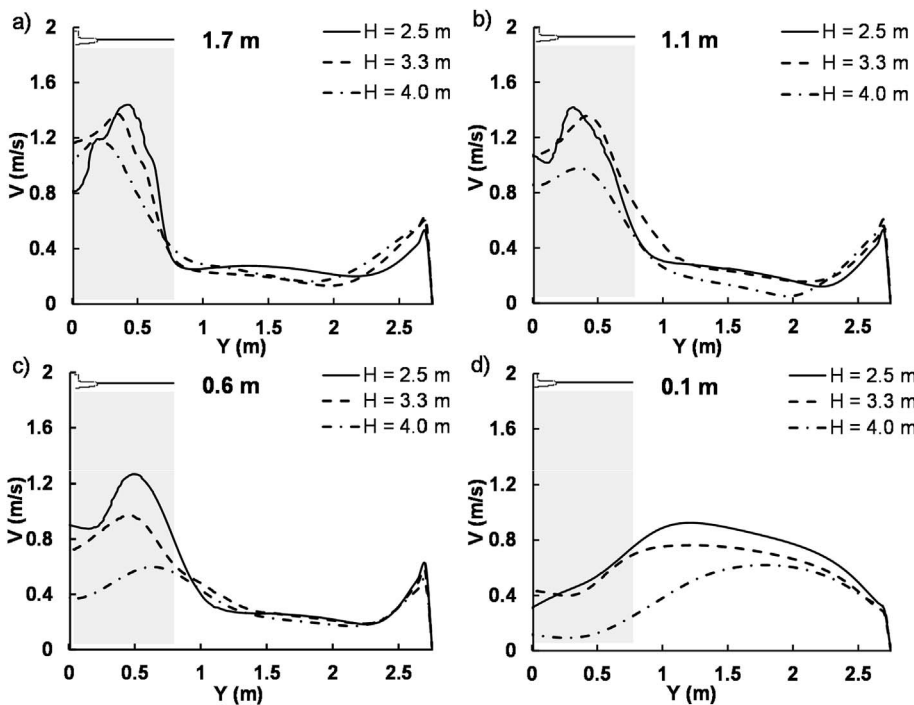 a)
1.7 m
H = 2.5 m
H = 3.3 m
H = 4.0 m
V (m/s)
2
1.6
1.2
0.8
0.4
0
0 0.5 1 1.5 2 2.5
Y (m)
b)
1.1 m
H = 2.5 m
H = 3.3 m
H = 4.0 m
V (m/s)
2
1.6
1.2
0.8
0.4
0
0 0.5 1 1.5 2 2.5
Y (m)
c)
0.6 m
H = 2.5 m
H = 3.3 m
H = 4.0 m
V (m/s)
2
1.6
1.2
0.8
0.4
0
0 0.5 1 1.5 2 2.5
Y (m)
d)
0.1 m
H = 2.5 m
H = 3.3 m
H = 4.0 m
V (m/s)
2
1.6
1.2
0.8
0.4
0
0 0.5 1 1.5 2 2.5
Y (m)